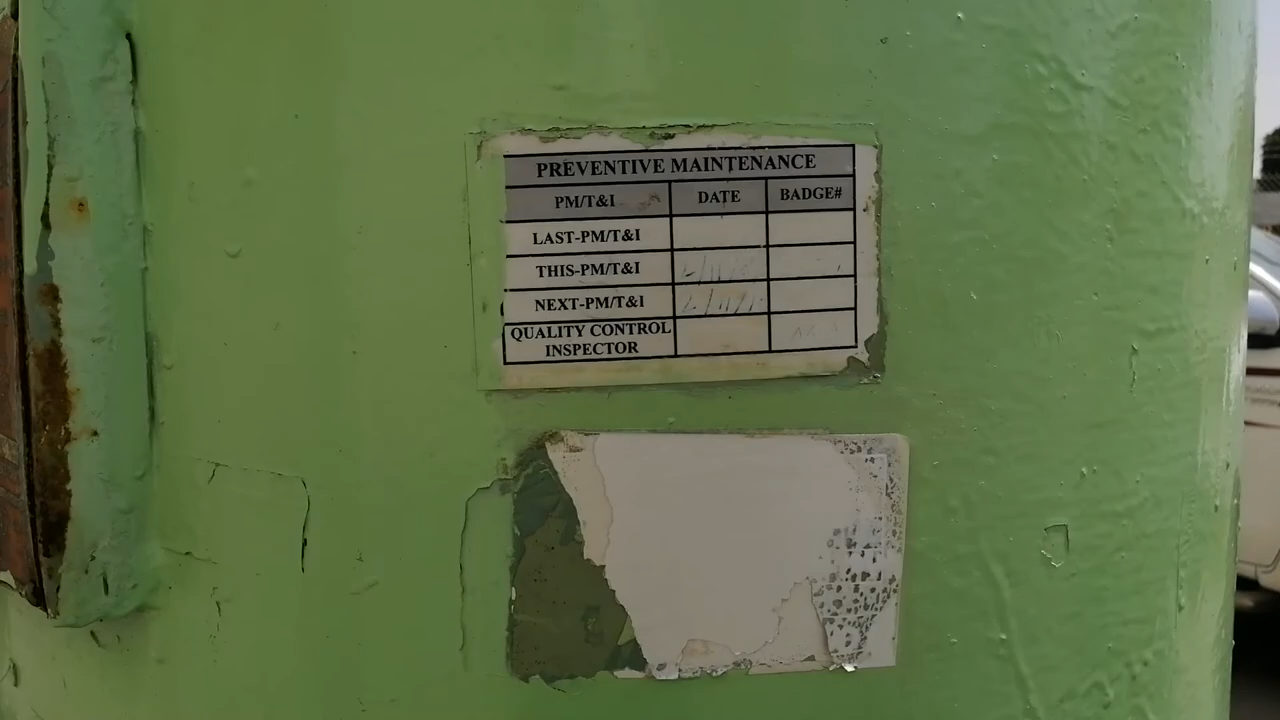 PREVENTIVE MAINTENANCE
PM/T&I DATE BADGE#
LAST-PM/T&I
THIS-PM/T&I
NEXT-PM/T&I
QUALITY CONTROL
INSPECTOR